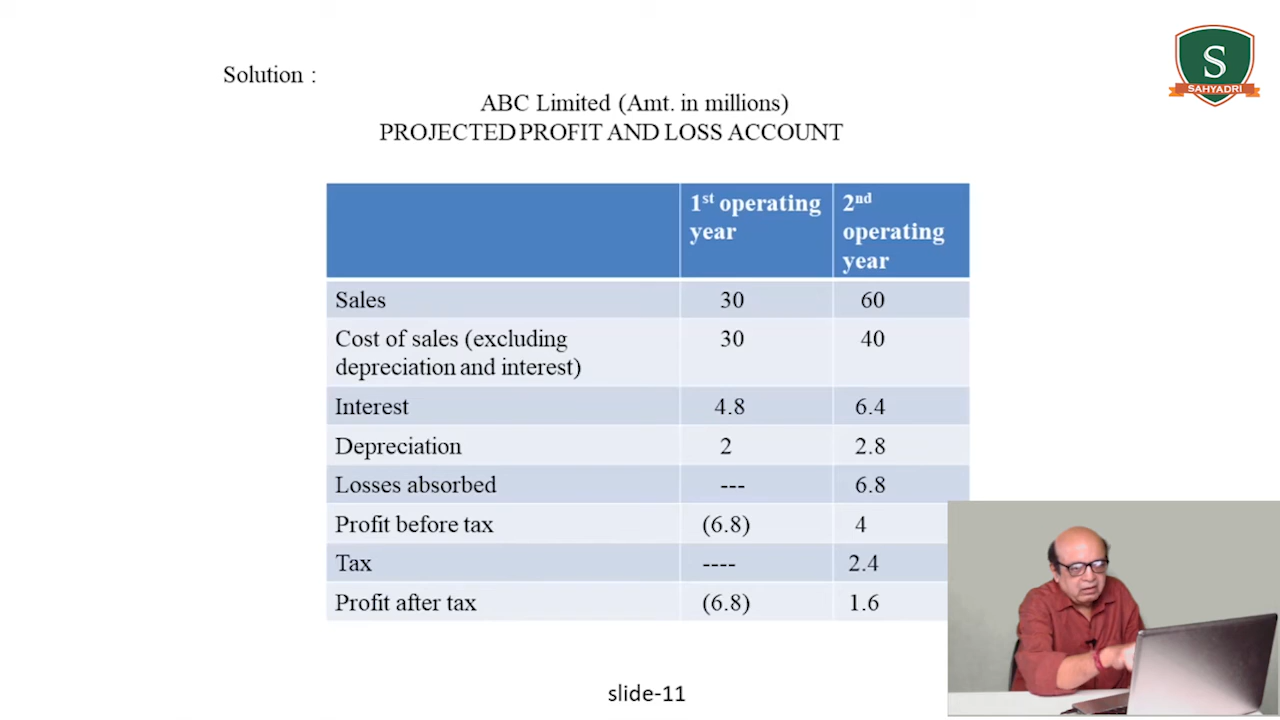 S
SAHYADRI
Solution :
ABC Limited (Amt. in millions)
PROJECTED PROFIT AND LOSS ACCOUNT
1st operating year 2nd operating year
Sales 30 60
Cost of sales (excluding depreciation and interest) 30 40
Interest 4.8 6.4
Depreciation 2 2.8
Losses absorbed --- 6.8
Profit before tax (6.8) 4
Tax ---- 2.4
Profit after tax (6.8) 1.6
slide-11